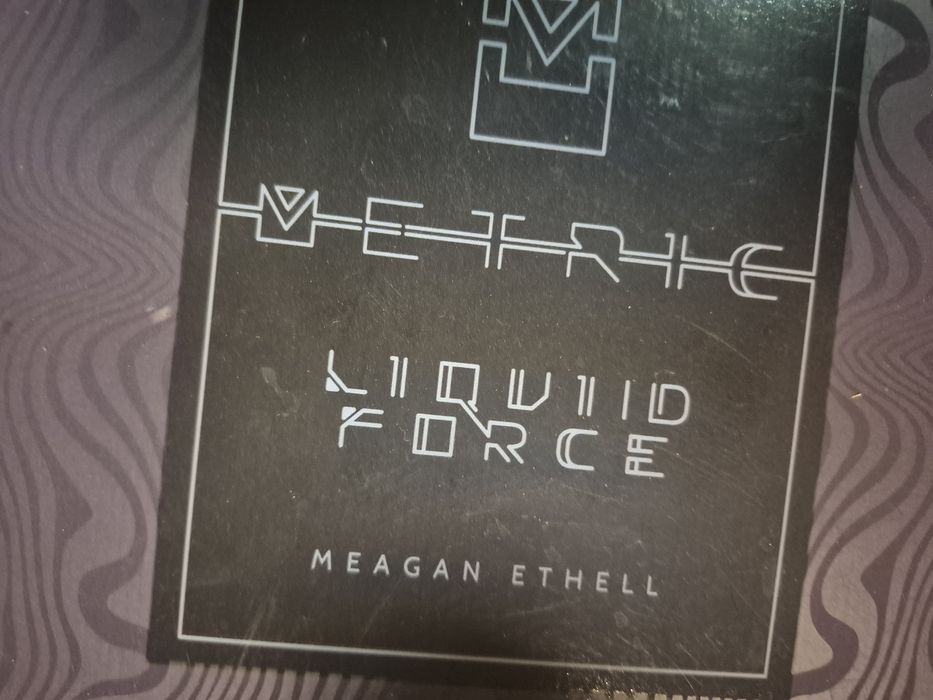 METRIC
LIQUID
FORCE
MEAGAN ETHELL